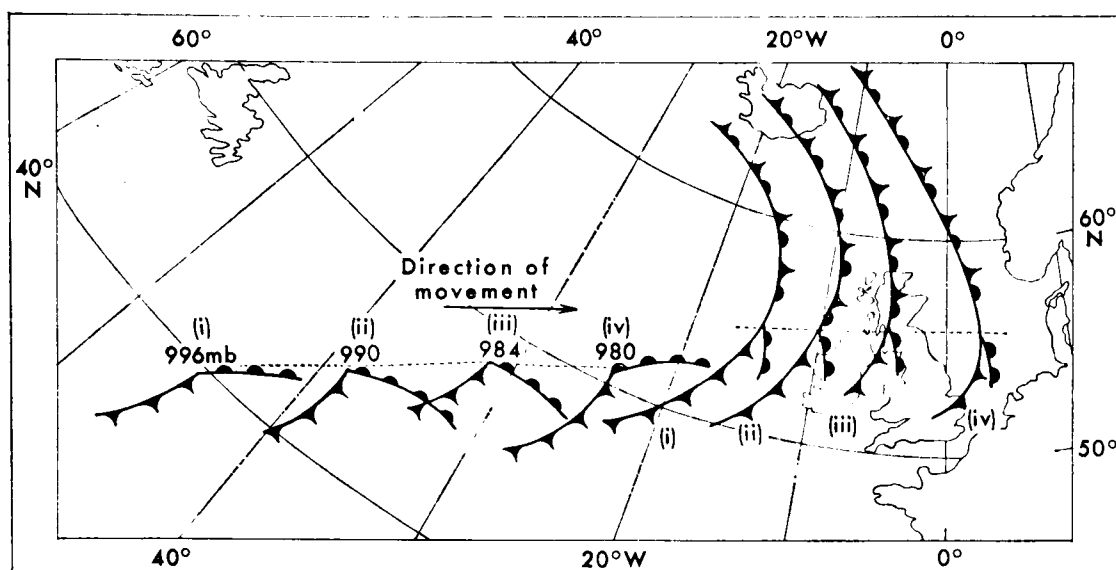 60° 40° 20°W 0°
40°
N
60°
N
Direction of
movement
(i) (ii) (iii) (iv)
996mb 990 984 980
(i) (ii) (iii) (iv)
50°
40° 20°W 0°